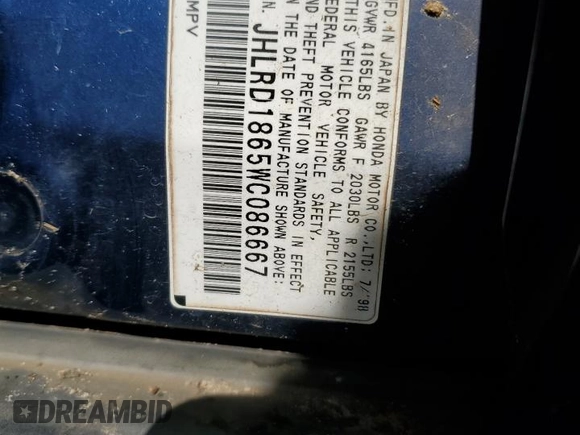 MFD. IN JAPAN BY HONDA MOTOR CO.,LTD: 7/'98
GVWR 4165LBS GAWR F 2030LBS R 2155LBS
THIS VEHICLE CONFORMS TO ALL APPLICABLE
FEDERAL MOTOR VEHICLE SAFETY,
AND THEFT PREVENTION STANDARDS IN EFFECT
ON THE DATE OF MANUFACTURE SHOWN ABOVE:
JHLRD1865WC086667
MPV
DREAMBID